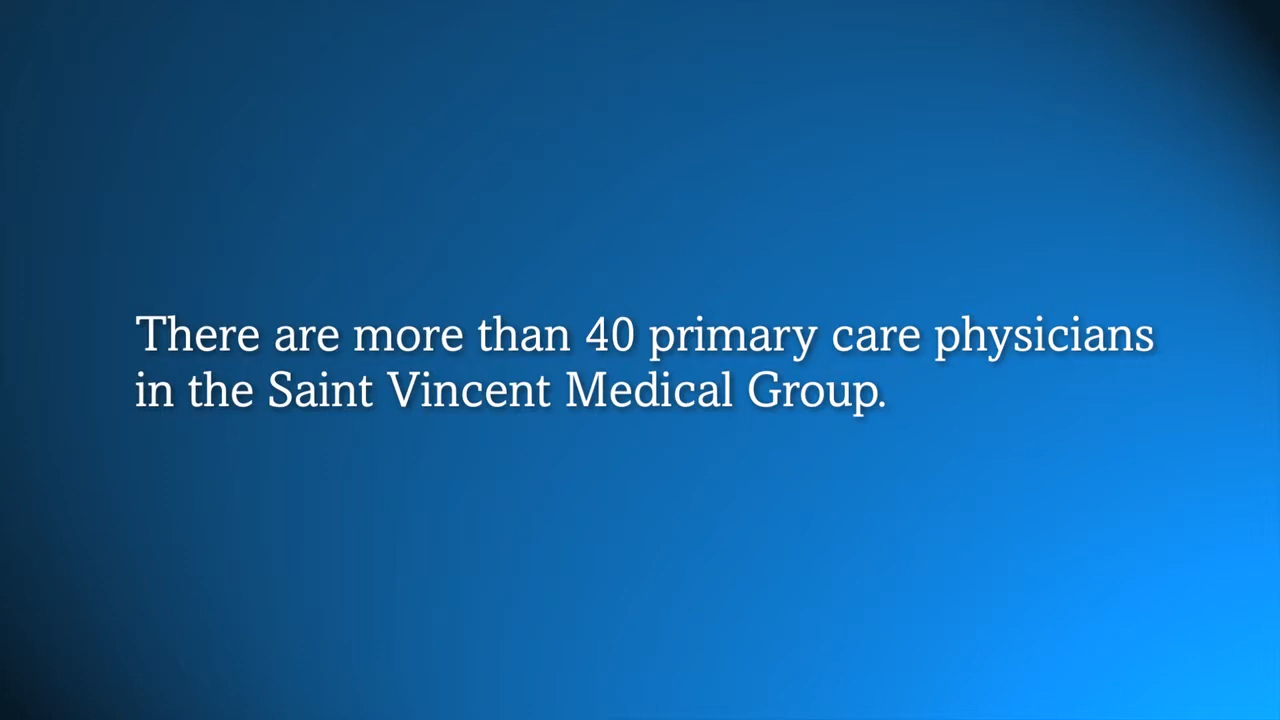 There are more than 40 primary care physicians
in the Saint Vincent Medical Group.